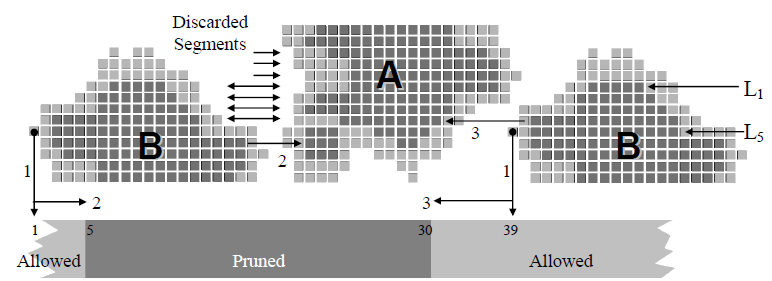 Discarded
Segments
A
B
B
L1
L5
1
2
3
1
2
3
1
5
30
39
Allowed
Pruned
Allowed